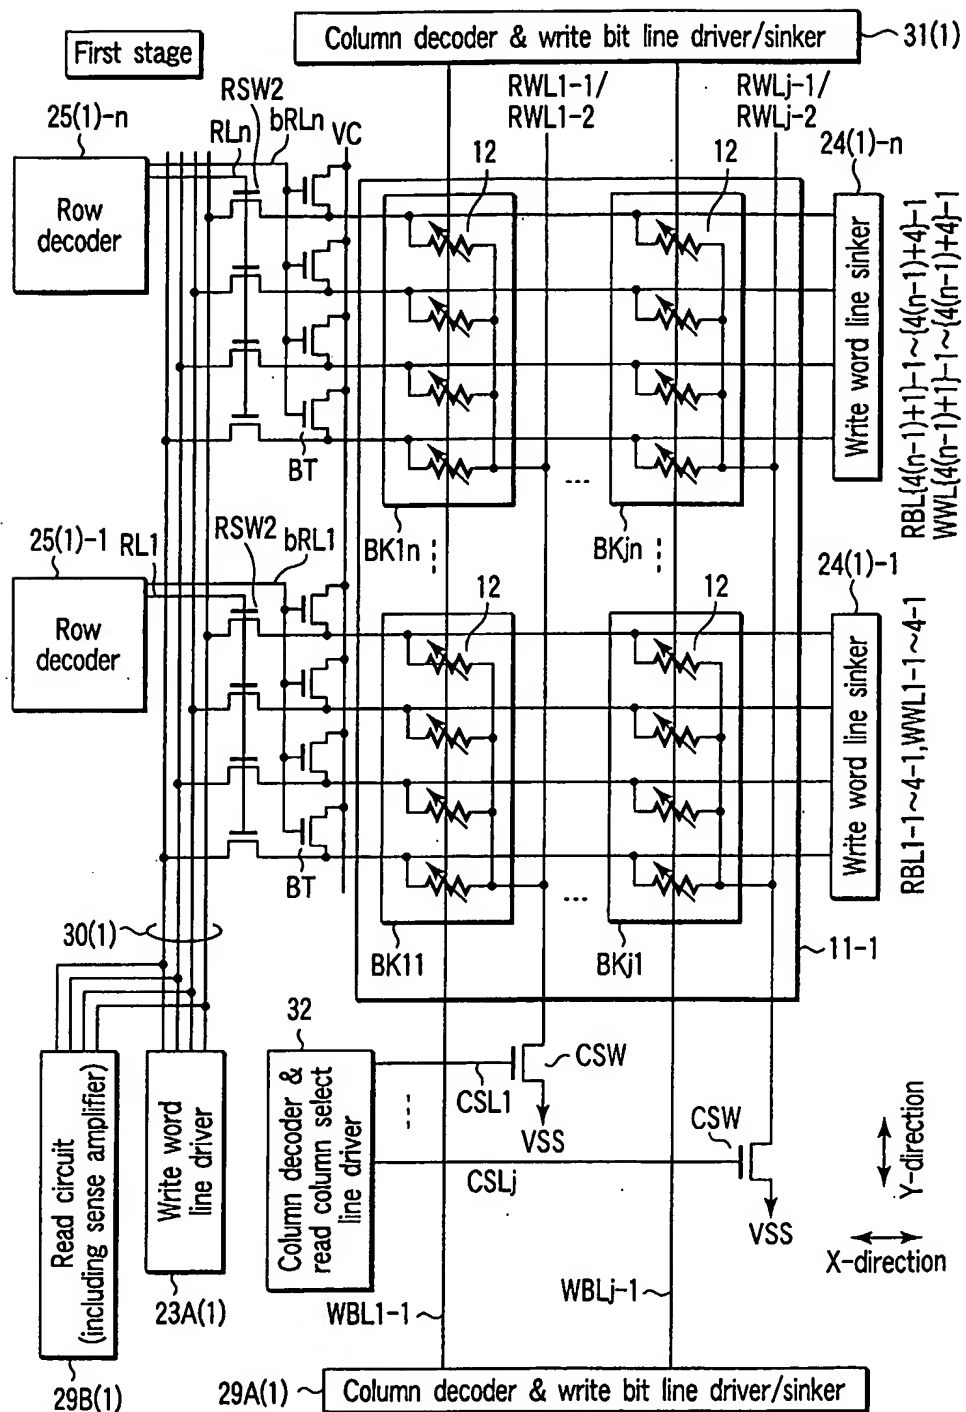 First stage
Column decoder & write bit line driver/sinker
31(1)
25(1)-n
RSW2
RLn
bRLn
VC
RWL1-1/
RWL1-2
RWLj-1/
RWLj-2
24(1)-n
Row
decoder
12
12
Write word line sinker
RBL{4(n-1)+1}-1~{4(n-1)+4}-1
WWL{4(n-1)+1}-1~{4(n-1)+4}-1
BT
...
BK1n
BKjn
25(1)-1
RL1
RSW2
bRL1
24(1)-1
Row
decoder
12
12
Write word line sinker
RBL1-1~4-1,WWL1-1~4-1
BT
...
30(1)
BK11
BKj1
11-1
32
CSW
CSL1
VSS
CSW
CSLj
VSS
Read circuit
(including sense amplifier)
Write word
line driver
Column decoder &
read column select
line driver
Y-direction
X-direction
23A(1)
WBL1-1
WBLj-1
29B(1)
29A(1)
Column decoder & write bit line driver/sinker